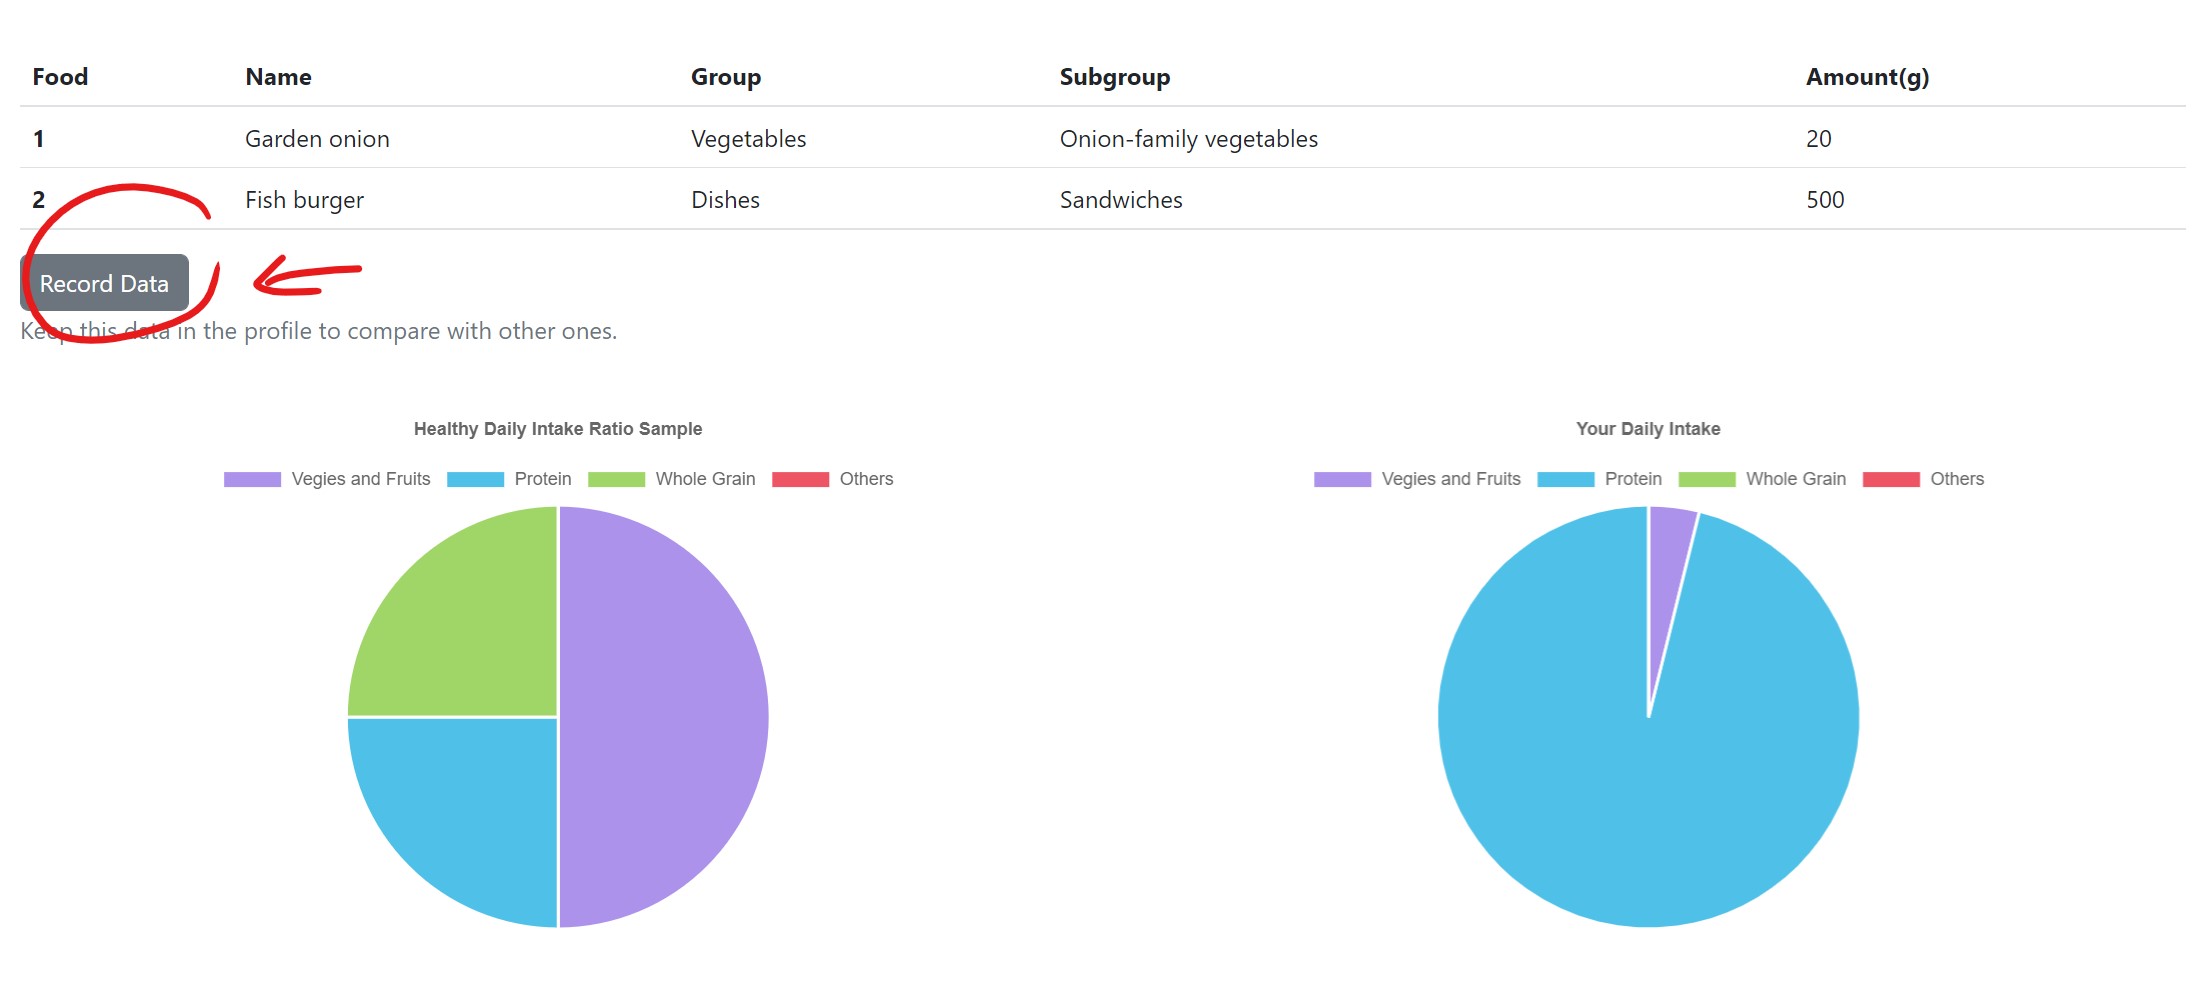 Food Name Group Subgroup Amount(g)
1 Garden onion Vegetables Onion-family vegetables 20
2 Fish burger Dishes Sandwiches 500
Record Data
Keep this data in the profile to compare with other ones.
Healthy Daily Intake Ratio Sample
Vegies and Fruits Protein Whole Grain Others
Your Daily Intake
Vegies and Fruits Protein Whole Grain Others